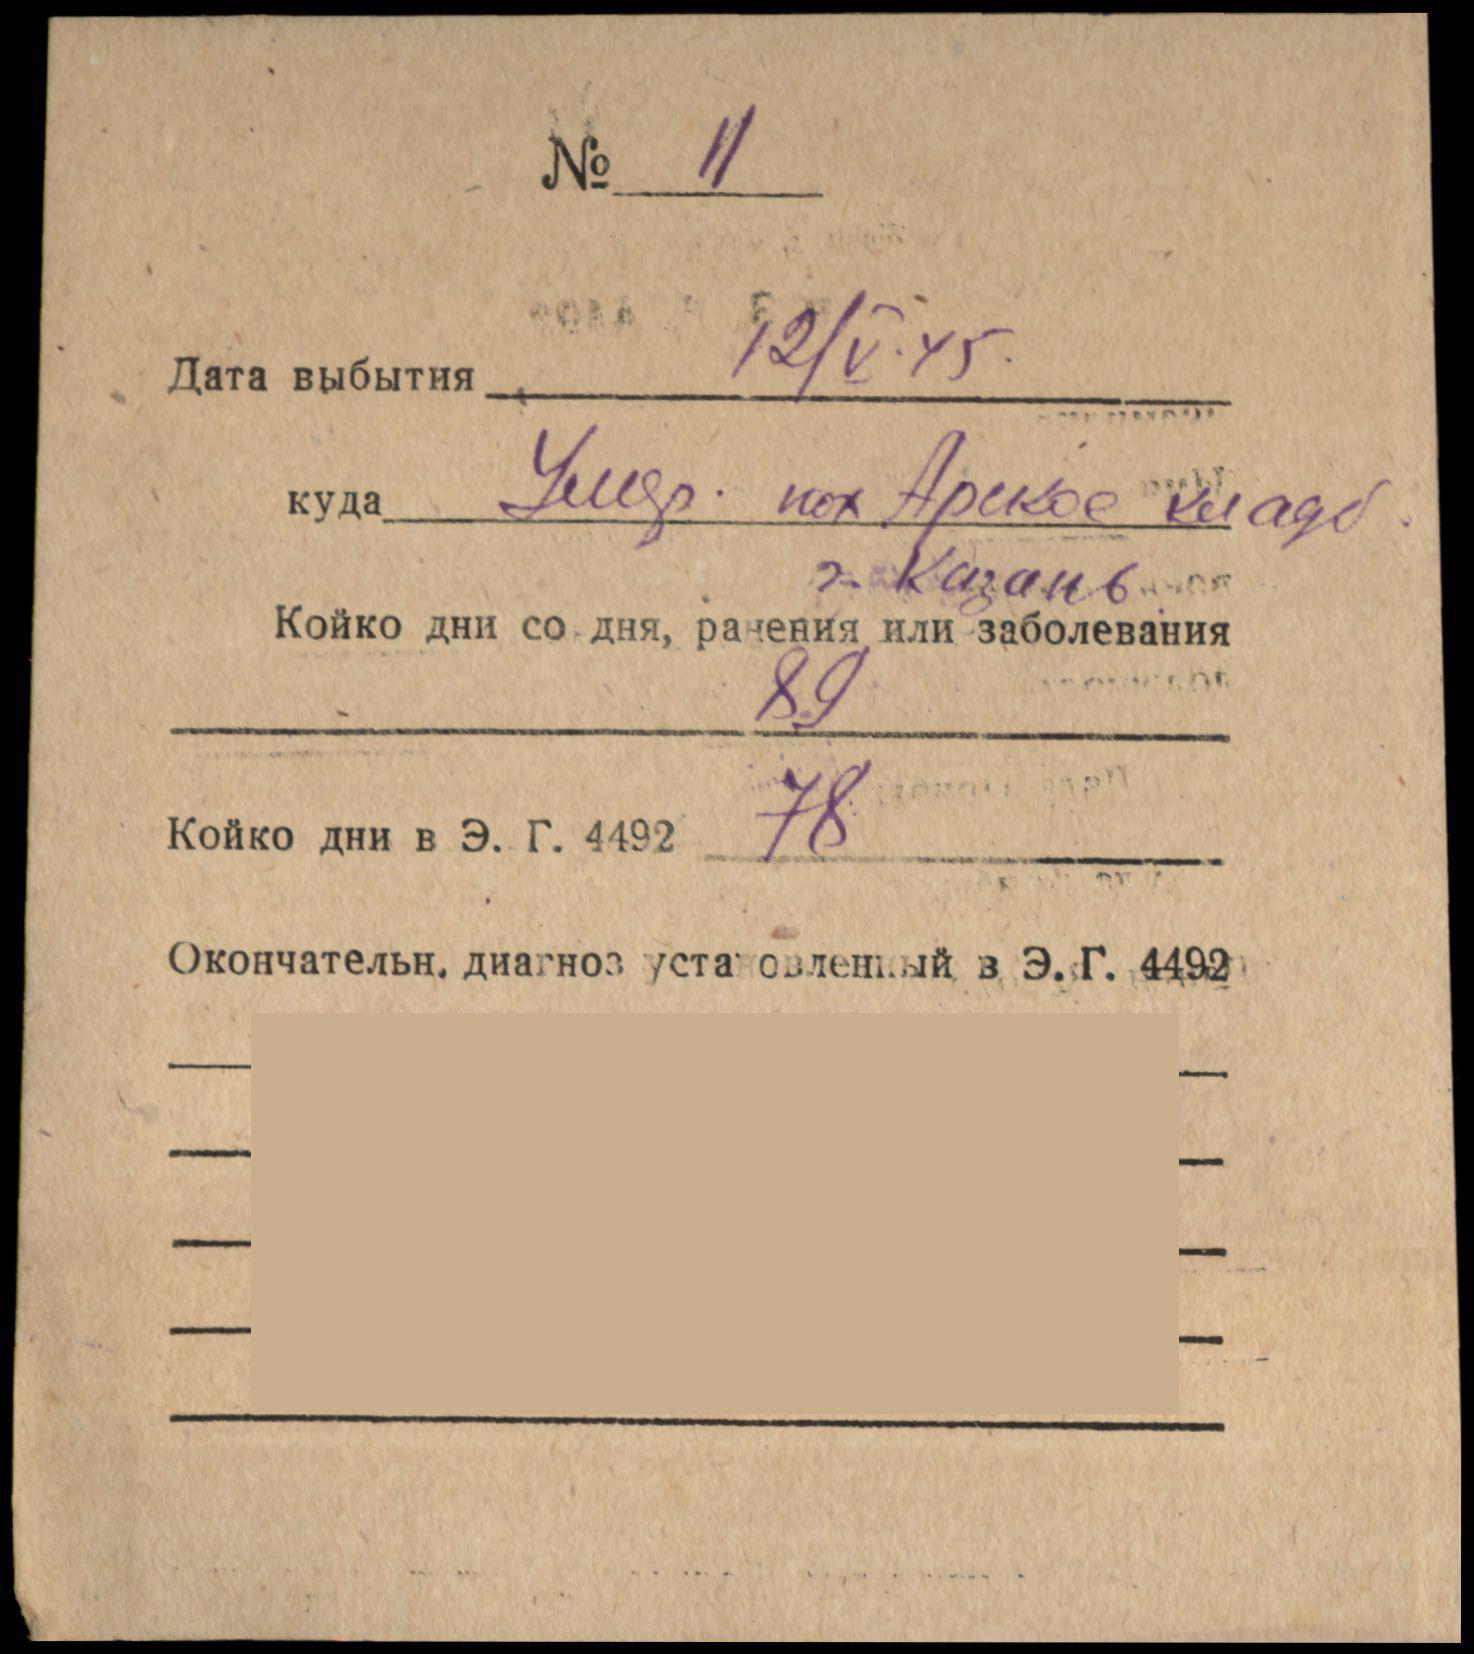 № 11
Дата выбытия 12/V.45.
куда Умер. пох Арское кладб.
г. Казань
Койко дни со дня, ранения или заболевания
89
Койко дни в Э. Г. 4492 78
Окончательн. диагноз установленный в Э. Г. 4492